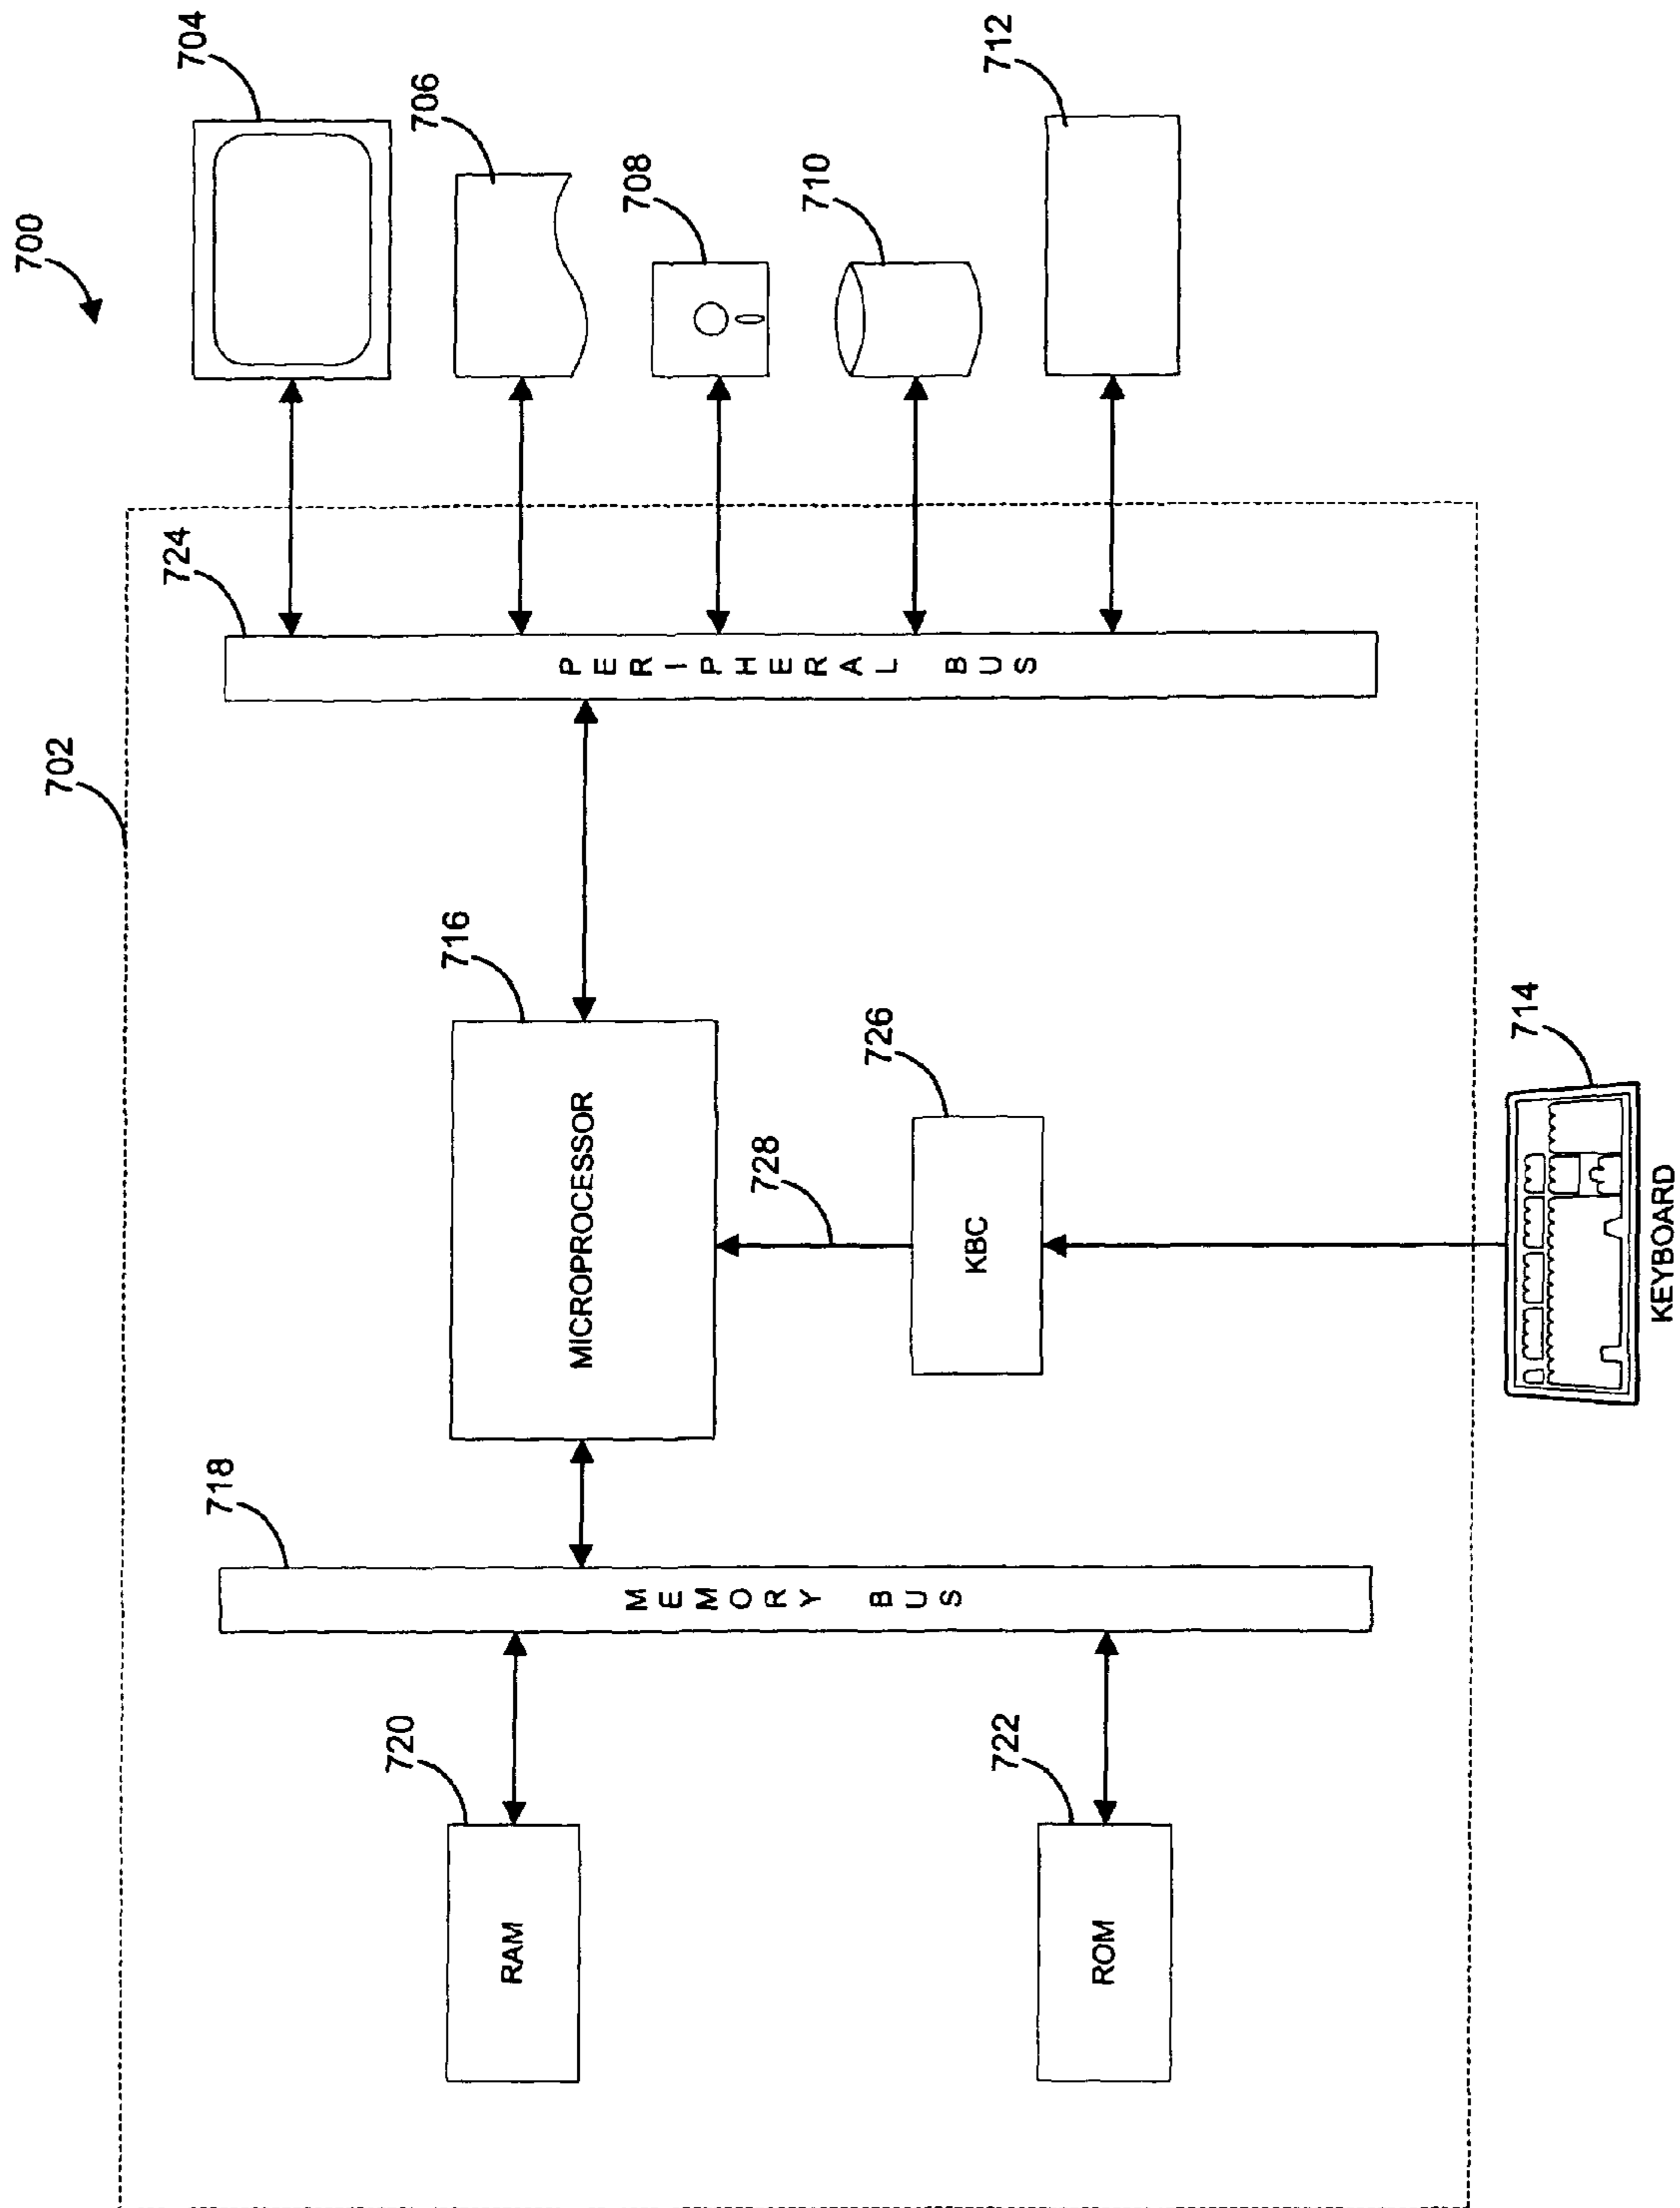 700
702
704
724
706
716
718
708
720
RAM
MEMORY BUS
MICROPROCESSOR
PERIPHERAL BUS
728
726
710
KBC
722
ROM
712
714
KEYBOARD